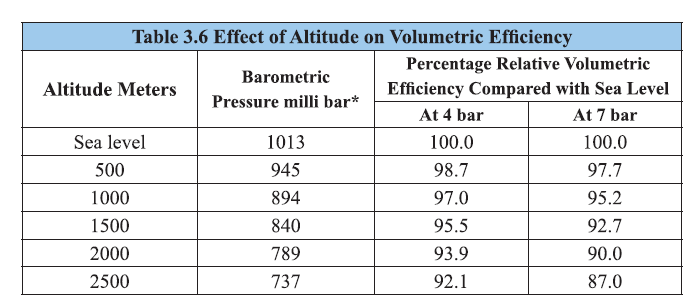 Table 3.6 Effect of Altitude on Volumetric Efficiency
Altitude Meters
Barometric
Pressure milli bar*
Percentage Relative Volumetric
Efficiency Compared with Sea Level
At 4 bar At 7 bar
Sea level 1013 100.0 100.0
500 945 98.7 97.7
1000 894 97.0 95.2
1500 840 95.5 92.7
2000 789 93.9 90.0
2500 737 92.1 87.0